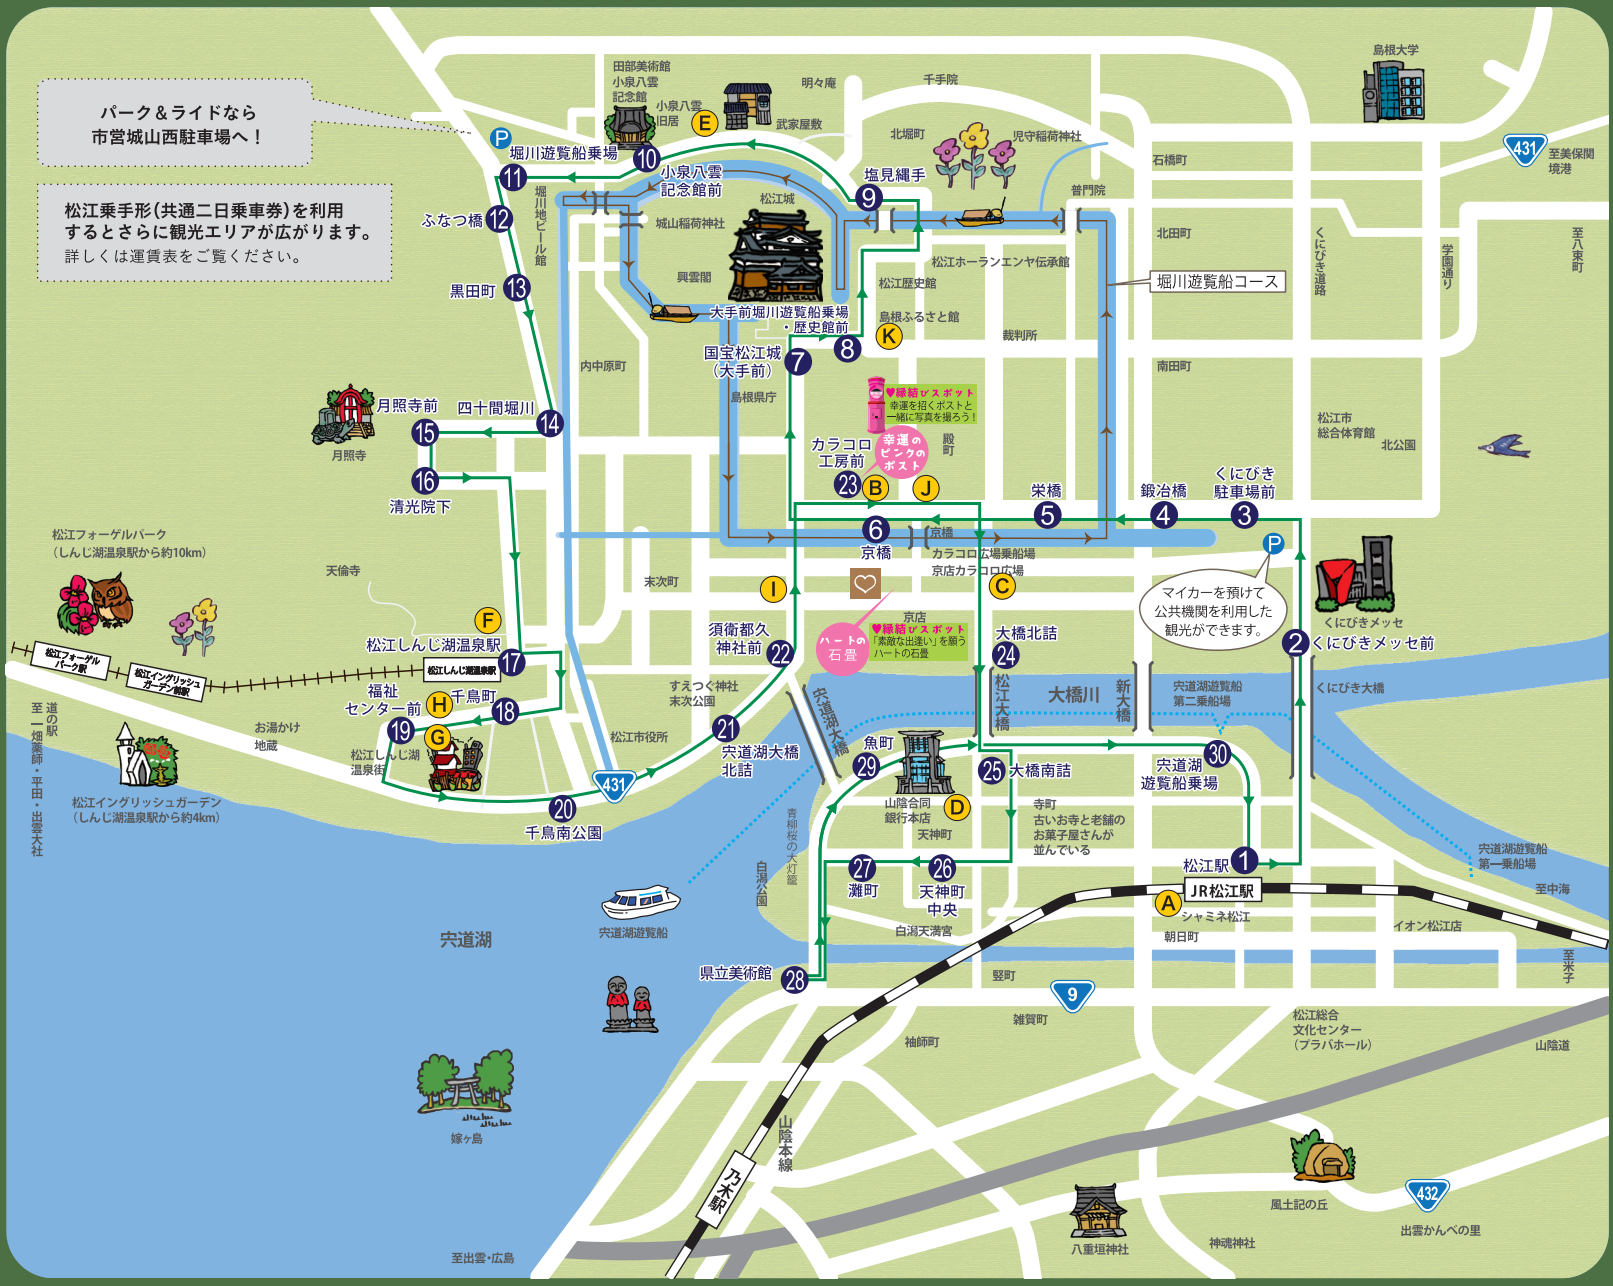 パーク＆ライドなら
市営城山西駐車場へ！
松江乗手形(共通二日乗車券)を利用
するとさらに観光エリアが広がります。
詳しくは運賃表をご覧ください。
P
堀川遊覧船乗場
11
ふなつ橋
12
黒田町
13
堀川地ビール館
田部美術館
小泉八雲
記念館
小泉八雲
旧居
E
明々庵
武家屋敷
千手院
北堀町
児守稲荷神社
島根大学
431
至美保関
境港
石橋町
普門院
10
小泉八雲
記念館前
塩見縄手
9
松江城
城山稲荷神社
興雲閣
松江ホーランエンヤ伝承館
松江歴史館
島根ふるさと館
K
裁判所
北田町
くにびき道路
学園通り
至八束町
堀川遊覧船コース
大手前堀川遊覧船乗場
・歴史館前
8
国宝松江城
(大手前)
7
内中原町
島根県庁
南田町
♥縁結びスポット
幸運を招くポストと
一緒に写真を撮ろう！
幸運の
ピンクの
ポスト
殿町
カラコロ
工房前
23
B
J
松江市
総合体育館
北公園
月照寺前
15
四十間堀川
14
月照寺
16
清光院下
栄橋
5
鍛冶橋
4
くにびき
駐車場前
3
6
京橋
京橋
カラコロ広場乗船場
京店カラコロ広場
C
I
末次町
京店
P
マイカーを預けて
公共機関を利用した
観光ができます。
くにびきメッセ
2
くにびきメッセ前
松江フォーゲルパーク
(しんじ湖温泉駅から約10km)
天倫寺
F
松江しんじ湖温泉駅
17
松江しんじ湖温泉駅
松江フォーゲル
パーク駅
松江イングリッシュ
ガーデン前駅
ハートの
石畳
♥縁結びスポット
「素敵な出逢い」を願う
ハートの石畳
須衛都久
神社前
22
大橋北詰
24
すえつぐ神社
末次公園
宍道湖大橋
松江大橋
大橋川
新大橋
宍道湖遊覧船
第二乗船場
くにびき大橋
福祉
センター前
19
H
千鳥町
18
G
松江しんじ湖
温泉街
お湯かけ
地蔵
道の駅
至一畑薬師・平田・出雲大社
松江イングリッシュガーデン
(しんじ湖温泉駅から約4km)
松江市役所
431
21
宍道湖大橋
北詰
20
千鳥南公園
魚町
29
25
大橋南詰
山陰合同
銀行本店
D
天神町
寺町
古いお寺と老舗の
お菓子屋さんが
並んでいる
30
宍道湖
遊覧船乗場
青柳桜の大灯籠
白潟公園
27
灘町
26
天神町
中央
松江駅
1
JR松江駅
A
シャミネ松江
朝日町
宍道湖遊覧船
第一乗船場
至中海
イオン松江店
至米子
宍道湖
宍道湖遊覧船
白潟天満宮
県立美術館
28
竪町
9
雑賀町
袖師町
松江総合
文化センター
(プラバホール)
山陰道
嫁ヶ島
山陰本線
乃木駅
風土記の丘
432
出雲かんべの里
八重垣神社
神魂神社
至出雲・広島